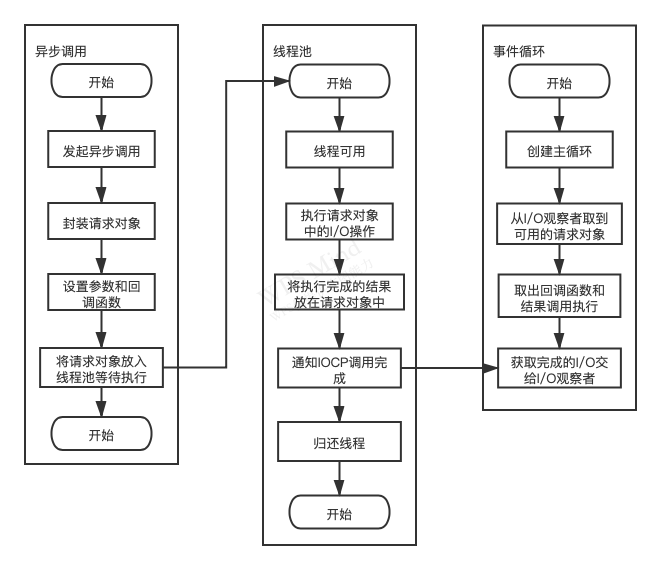 异步调用
开始
发起异步调用
封装请求对象
设置参数和回
调函数
将请求对象放入
线程池等待执行
开始
线程池
开始
线程可用
执行请求对象
中的I/O操作
将执行完成的结果
放在请求对象中
通知IOCP调用完
成
归还线程
开始
事件循环
开始
创建主循环
从I/O观察者取到
可用的请求对象
取出回调函数和
结果调用执行
获取完成的I/O交
给I/O观察者